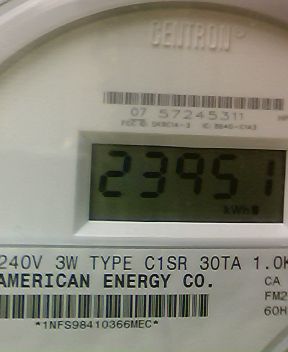 CENTRON®
07 57245311
23951
kWh
240V 3W TYPE C1SR 30TA 1.0K
AMERICAN ENERGY CO.
CA
FM2
60H
*1NFS98410366MEC*